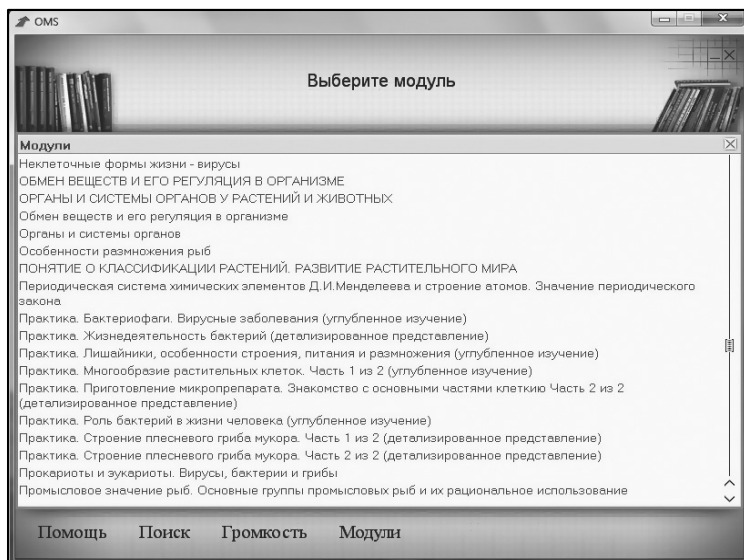 OMS
Выберите модуль
Модули
Неклеточные формы жизни - вирусы
ОБМЕН ВЕЩЕСТВ И ЕГО РЕГУЛЯЦИЯ В ОРГАНИЗМЕ
ОРГАНЫ И СИСТЕМЫ ОРГАНОВ У РАСТЕНИЙ И ЖИВОТНЫХ
Обмен веществ и его регуляция в организме
Органы и системы органов
Особенности размножения рыб
ПОНЯТИЕ О КЛАССИФИКАЦИИ РАСТЕНИЙ. РАЗВИТИЕ РАСТИТЕЛЬНОГО МИРА
Периодическая система химических элементов Д.И.Менделеева и строение атомов. Значение периодического
закона
Практика. Бактериофаги. Вирусные заболевания (углубленное изучение)
Практика. Жизнедеятельность бактерий (детализированное представление)
Практика. Лишайники, особенности строения, питания и размножения (углубленное изучение)
Практика. Многообразие растительных клеток. Часть 1 из 2 (углубленное изучение)
Практика. Приготовление микропрепарата. Знакомство с основными частями клеткию Часть 2 из 2
(детализированное представление)
Практика. Роль бактерий в жизни человека (углубленное изучение)
Практика. Строение плесневого гриба мукора. Часть 1 из 2 (детализированное представление)
Практика. Строение плесневого гриба мукора. Часть 2 из 2 (детализированное представление)
Прокариоты и эукариоты. Вирусы, бактерии и грибы
Промысловое значение рыб. Основные группы промысловых рыб и их рациональное использование
Помощь Поиск Громкость Модули